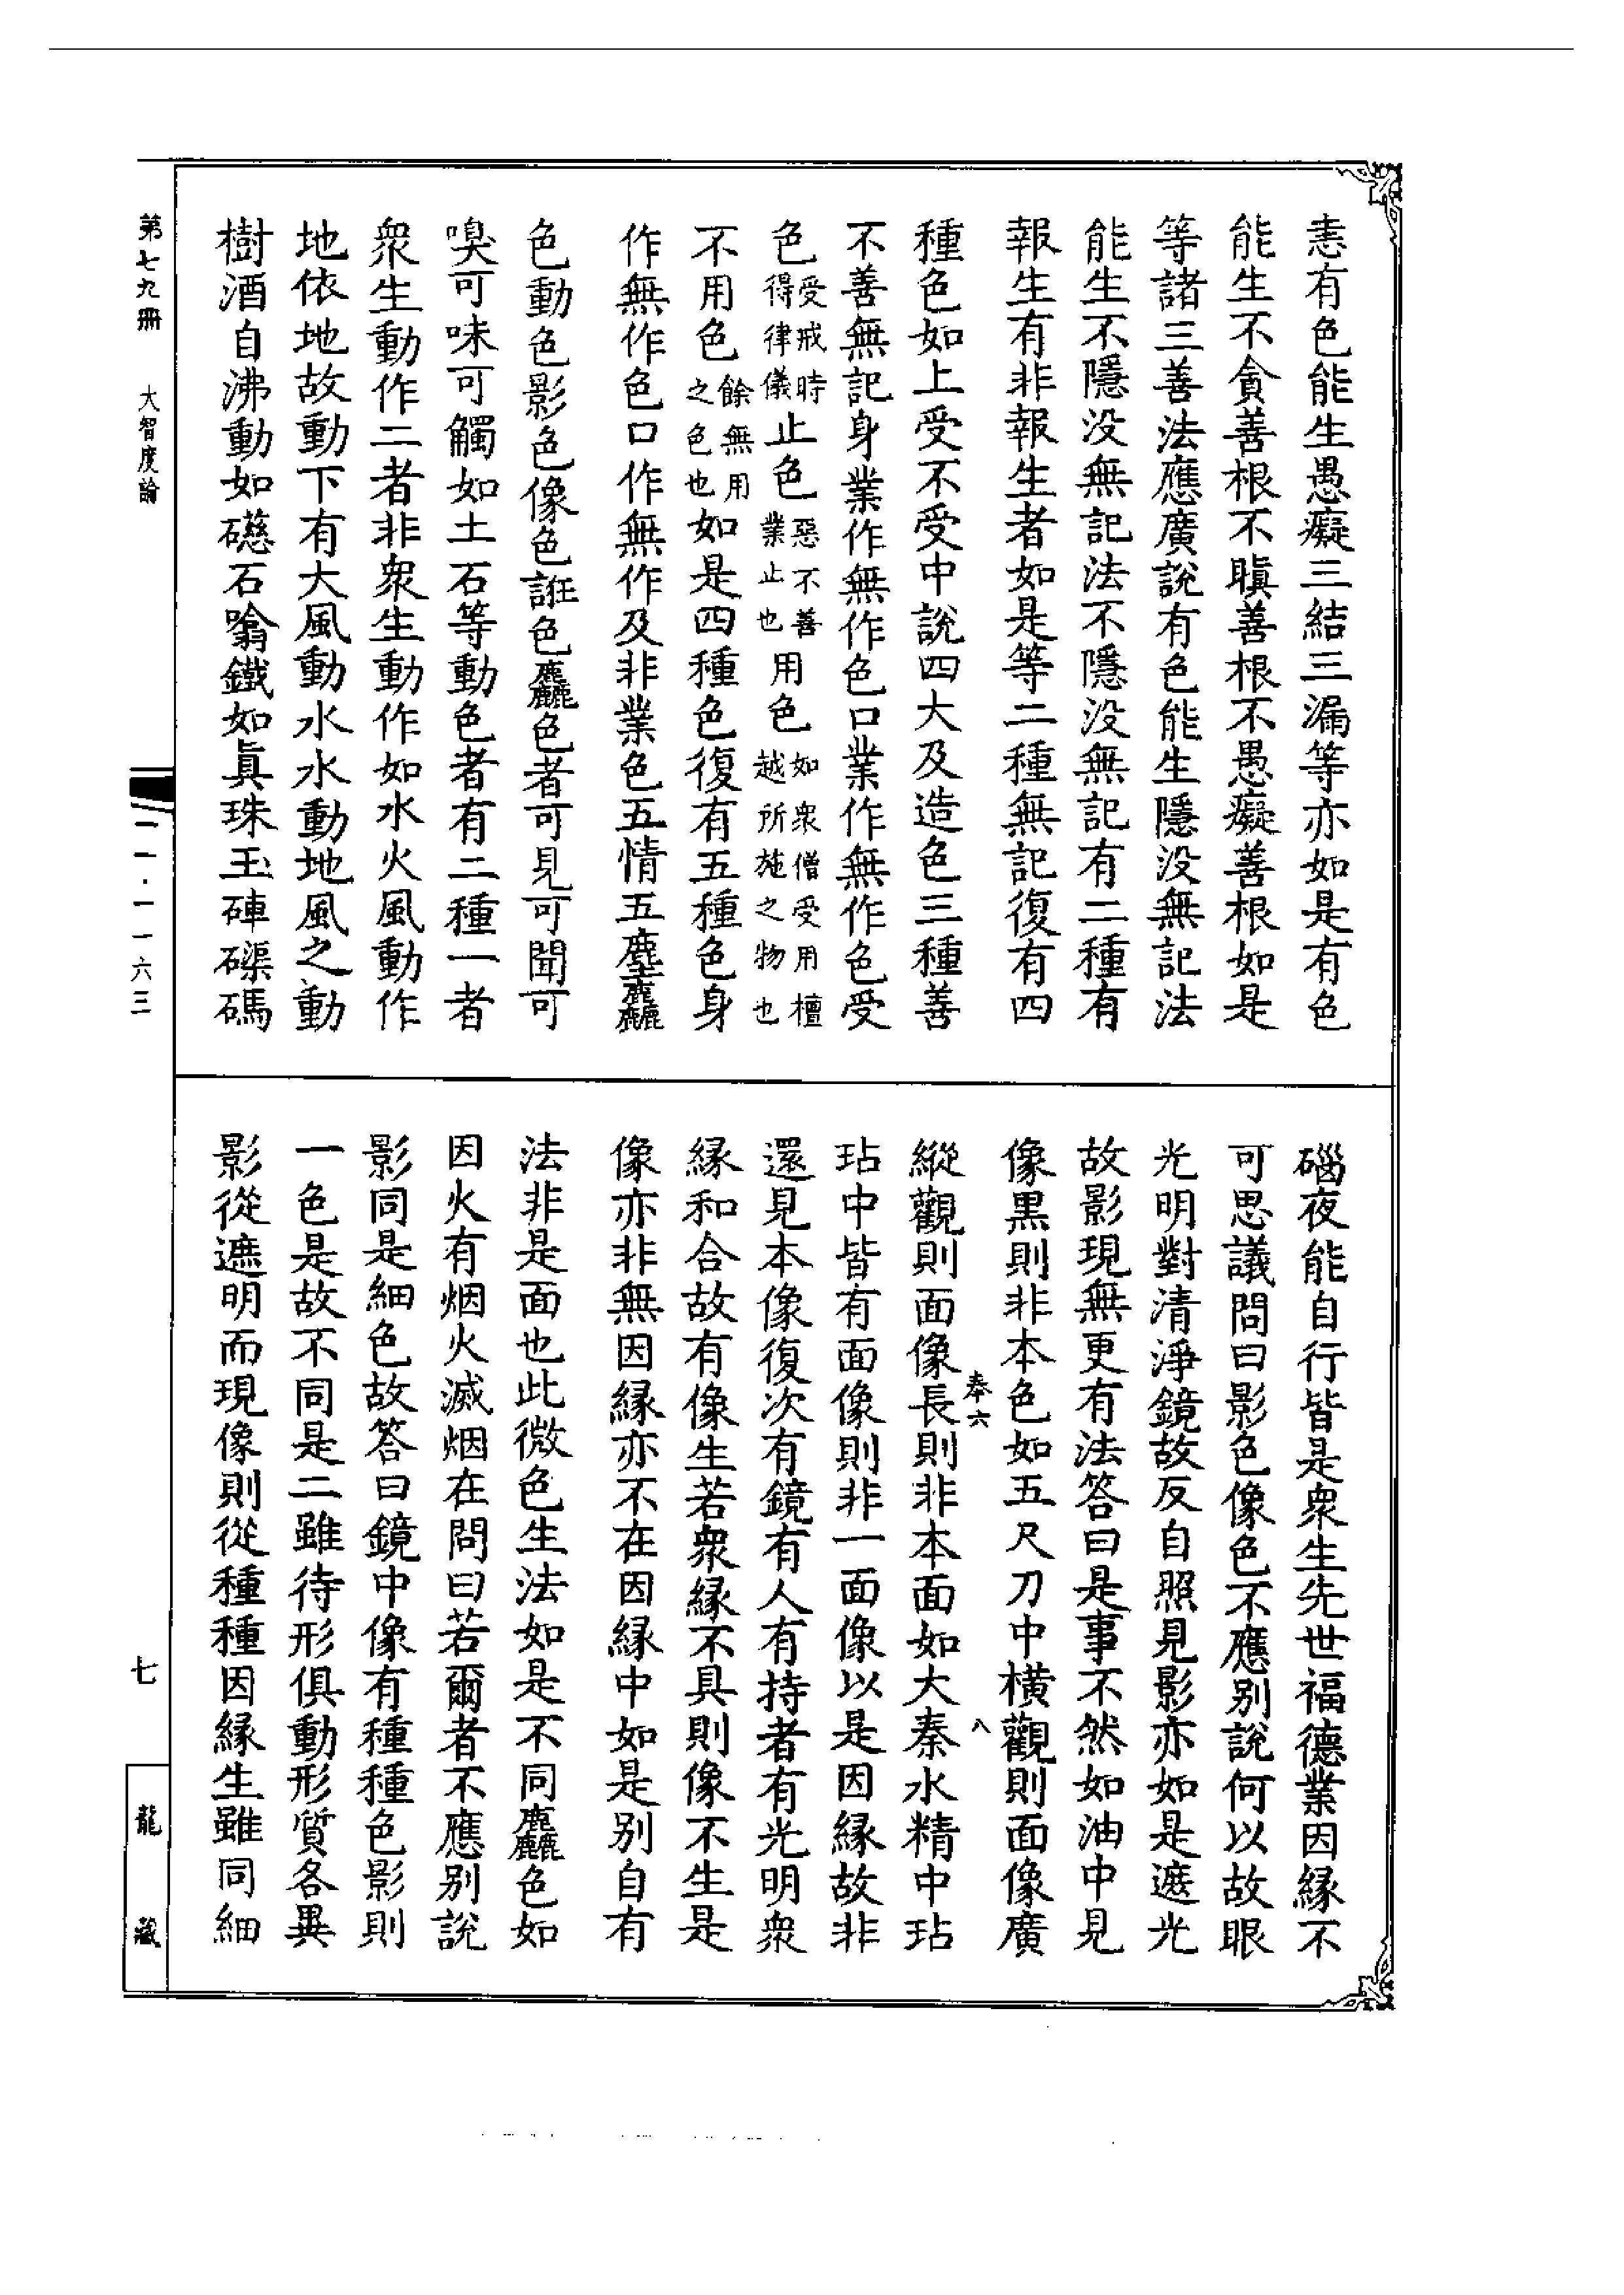 恚有色能生愚癡三結三漏等亦如是有色
能生不貪善根不瞋善根不愚癡善根如是
等諸三善法應廣說有色能生隱没無記法
能生不隱没無記法不隱没無記有二種有
報生有非報生者如是等二種無記復有四
種色如上受不受中說四大及造色三種善
不善無記身業作無作色口業作無作色受
色受戒時得律儀止色惡不善業止也用色如衆僧受用檀越所施之物也
不用色餘無用之色也如是四種色復有五種色身
作無作色口作無作及非業色五情五塵麤
色動色影色像色誑色麤色者可見可聞可
嗅可味可觸如土石等動色者有二種一者
衆生動作二者非衆生動作如水火風動作
地依地故動下有大風動水水動地風之動
樹酒自沸動如礠石噏鐵如眞珠玉硨磲碼
碯夜能自行皆是衆生先世福德業因緣不
可思議問曰影色像色不應别說何以故眼
光明對清淨鏡故反自照見影亦如是遮光
故影現無更有法答曰是事不然如油中見
像黒則非本色如五尺刀中横觀則面像廣
縱觀則面像長則非本面如大秦水精中玷
玷中皆有面像則非一面像以是因緣故非
還見本像復次有鏡有人有持者有光明衆
緣和合故有像生若衆緣不具則像不生是
像亦非無因緣亦不在因緣中如是别自有
法非是面也此微色生法如是不同麤色如
因火有烟火滅烟在問曰若爾者不應别說
影同是細色故答曰鏡中像有種種色影則
一色是故不同是二雖待形俱動形質各異
影從遮明而現像則從種種因緣生雖同細
奉六
八
第七九冊
大智度論
二一·一一六三
七
龍藏